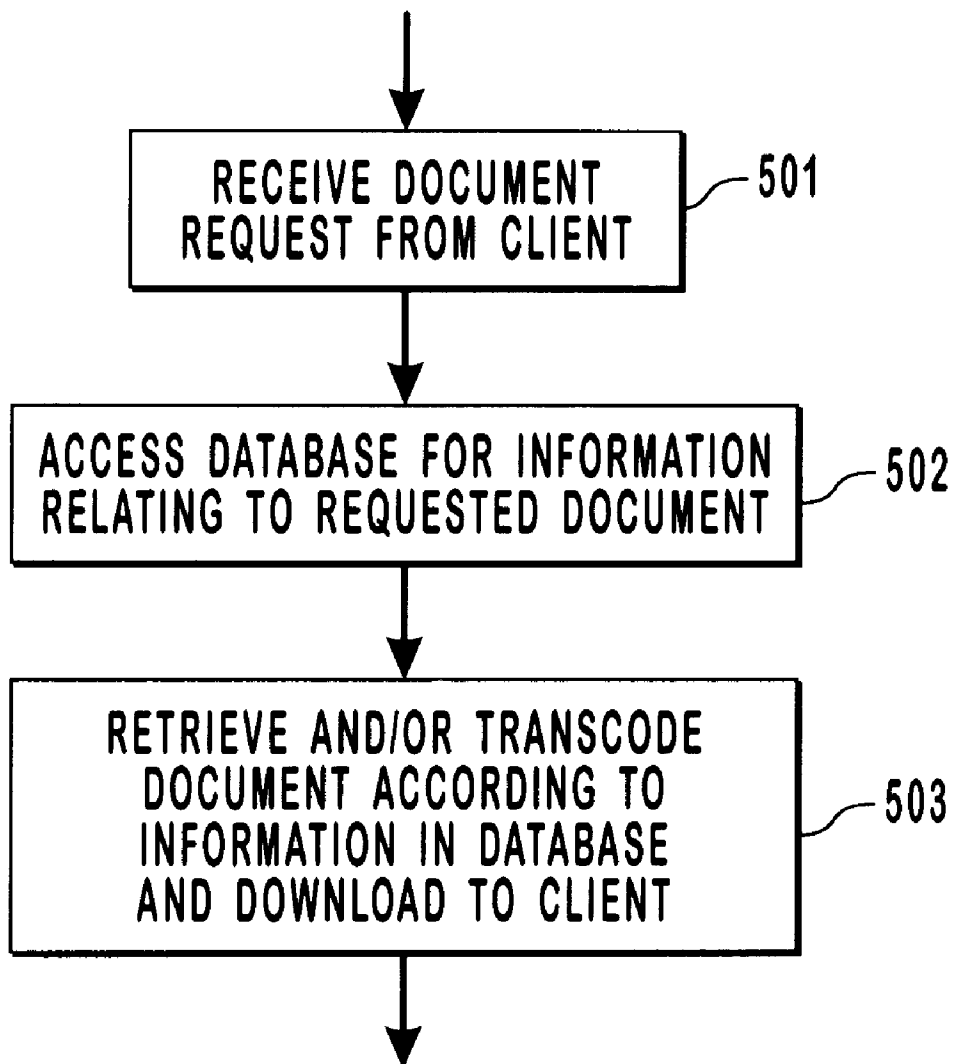 RECEIVE DOCUMENT
REQUEST FROM CLIENT
501
ACCESS DATABASE FOR INFORMATION
RELATING TO REQUESTED DOCUMENT
502
RETRIEVE AND/OR TRANSCODE
DOCUMENT ACCORDING TO
INFORMATION IN DATABASE
AND DOWNLOAD TO CLIENT
503